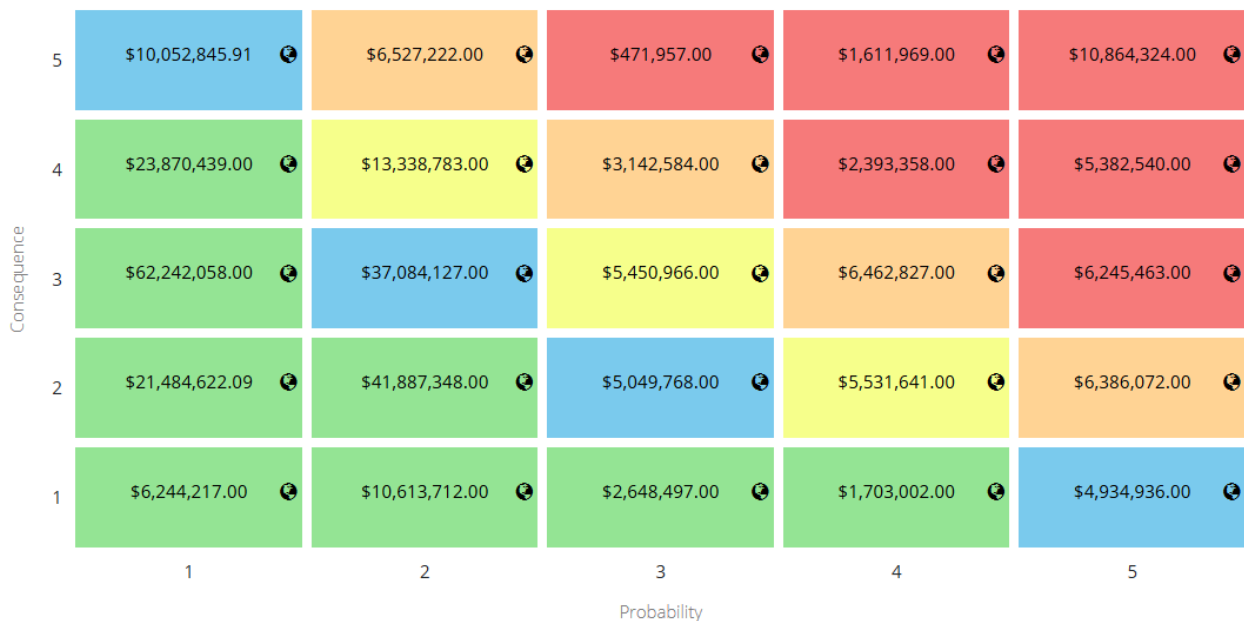 5 $10,052,845.91 $6,527,222.00 $471,957.00 $1,611,969.00 $10,864,324.00
4 $23,870,439.00 $13,338,783.00 $3,142,584.00 $2,393,358.00 $5,382,540.00
Consequence
3 $62,242,058.00 $37,084,127.00 $5,450,966.00 $6,462,827.00 $6,245,463.00
2 $21,484,622.09 $41,887,348.00 $5,049,768.00 $5,531,641.00 $6,386,072.00
1 $6,244,217.00 $10,613,712.00 $2,648,497.00 $1,703,002.00 $4,934,936.00
1 2 3 4 5
Probability